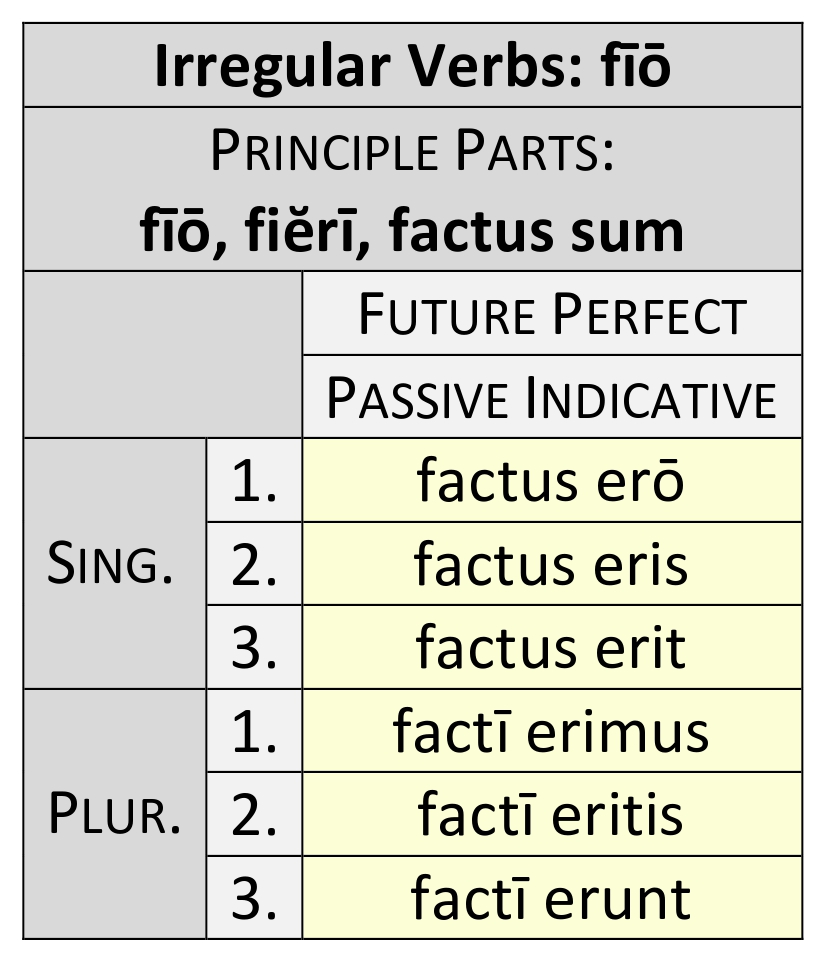 Irregular Verbs: fīō
PRINCIPLE PARTS:
fīō, fiĕrī, factus sum
FUTURE PERFECT
PASSIVE INDICATIVE
SING.
1. factus erō
2. factus eris
3. factus erit
PLUR.
1. factī erimus
2. factī eritis
3. factī erunt